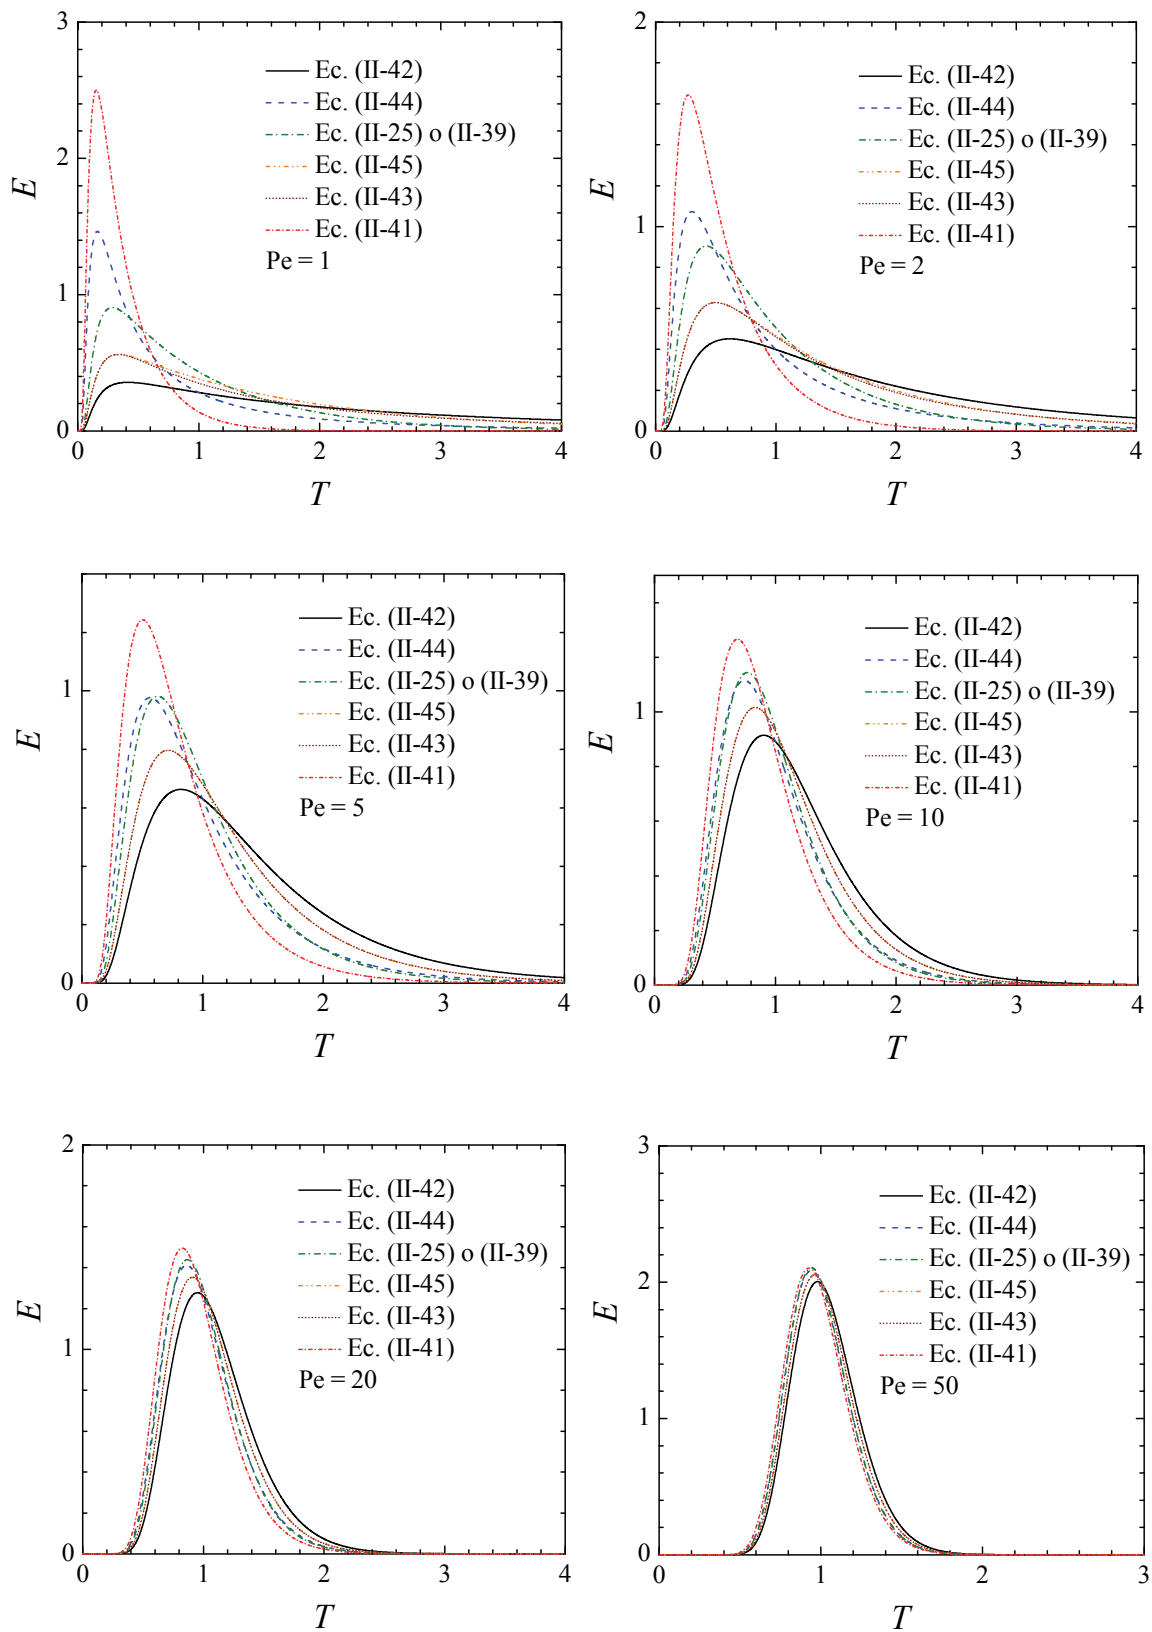 3
2
1
0
E
Ec. (II-42)
Ec. (II-44)
Ec. (II-25) o (II-39)
Ec. (II-45)
Ec. (II-43)
Ec. (II-41)
Pe = 1
0 1 2 3 4
T
2
1
0
E
Ec. (II-42)
Ec. (II-44)
Ec. (II-25) o (II-39)
Ec. (II-45)
Ec. (II-43)
Ec. (II-41)
Pe = 2
0 1 2 3 4
T
1
0
E
Ec. (II-42)
Ec. (II-44)
Ec. (II-25) o (II-39)
Ec. (II-45)
Ec. (II-43)
Ec. (II-41)
Pe = 5
0 1 2 3 4
T
1
0
E
Ec. (II-42)
Ec. (II-44)
Ec. (II-25) o (II-39)
Ec. (II-45)
Ec. (II-43)
Ec. (II-41)
Pe = 10
0 1 2 3 4
T
2
1
0
E
Ec. (II-42)
Ec. (II-44)
Ec. (II-25) o (II-39)
Ec. (II-45)
Ec. (II-43)
Ec. (II-41)
Pe = 20
0 1 2 3 4
T
3
2
1
0
E
Ec. (II-42)
Ec. (II-44)
Ec. (II-25) o (II-39)
Ec. (II-45)
Ec. (II-43)
Ec. (II-41)
Pe = 50
0 1 2 3
T